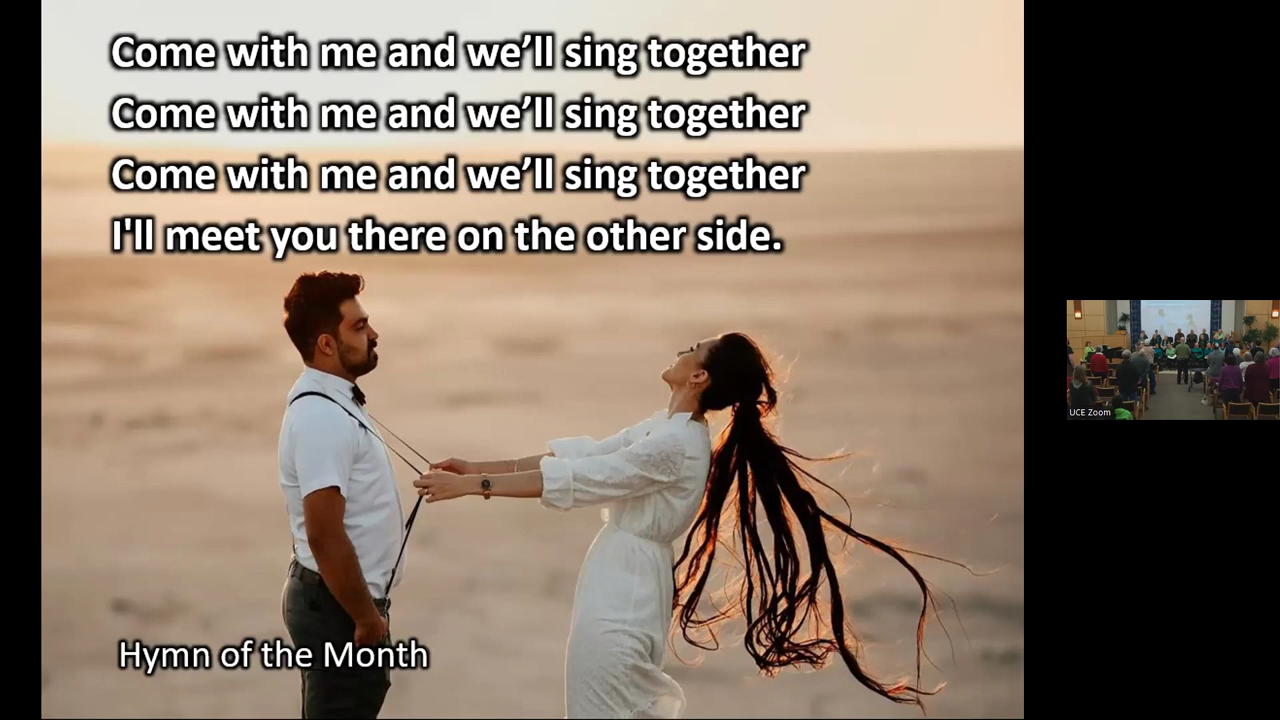 Come with me and we’ll sing together
Come with me and we’ll sing together
Come with me and we’ll sing together
I'll meet you there on the other side.
Hymn of the Month
UCE Zoom